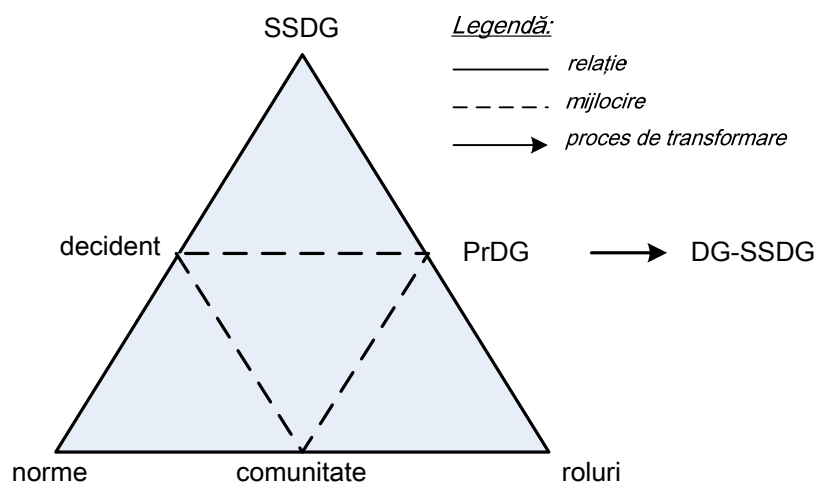 SSDG
Legendă:
relație
mijlocire
proces de transformare
decident
PrDG
DG-SSDG
norme
comunitate
roluri